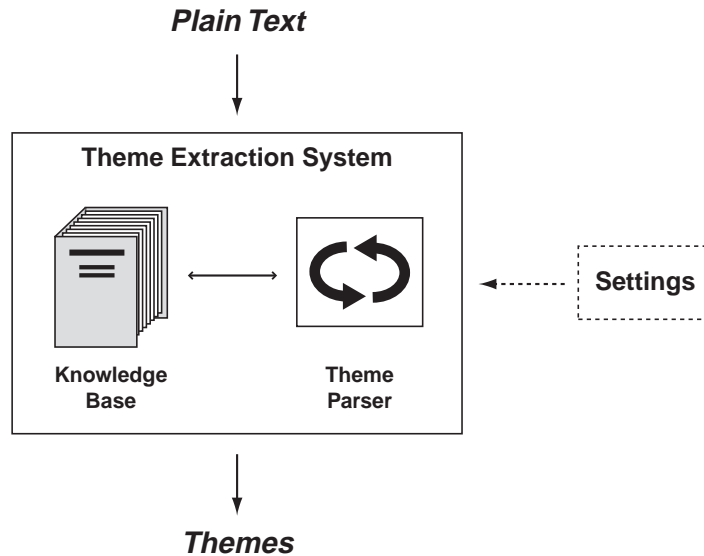 Plain Text
Theme Extraction System
Settings
Knowledge
Base
Theme
Parser
Themes